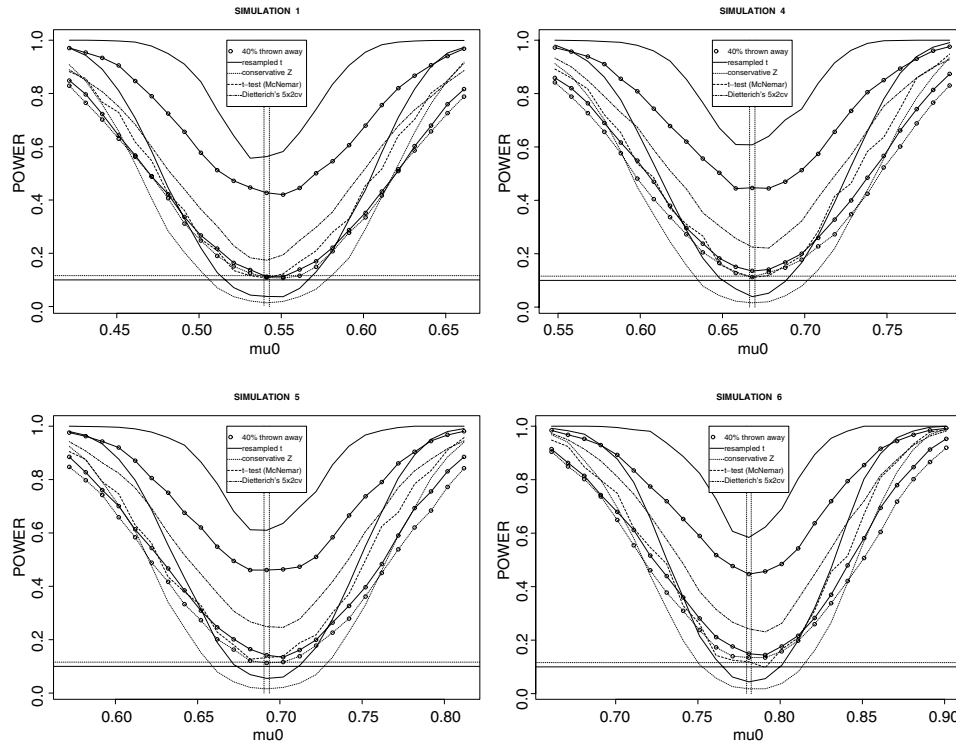 SIMULATION 1
POWER
0.0 0.2 0.4 0.6 0.8 1.0
40% thrown away
resampled t
conservative Z
t−test (McNemar)
Dietterich's 5x2cv
0.45 0.50 0.55 0.60 0.65
mu0
SIMULATION 4
POWER
0.0 0.2 0.4 0.6 0.8 1.0
40% thrown away
resampled t
conservative Z
t−test (McNemar)
Dietterich's 5x2cv
0.55 0.60 0.65 0.70 0.75
mu0
SIMULATION 5
POWER
0.0 0.2 0.4 0.6 0.8 1.0
40% thrown away
resampled t
conservative Z
t−test (McNemar)
Dietterich's 5x2cv
0.60 0.65 0.70 0.75 0.80
mu0
SIMULATION 6
POWER
0.0 0.2 0.4 0.6 0.8 1.0
40% thrown away
resampled t
conservative Z
t−test (McNemar)
Dietterich's 5x2cv
0.70 0.75 0.80 0.85 0.90
mu0